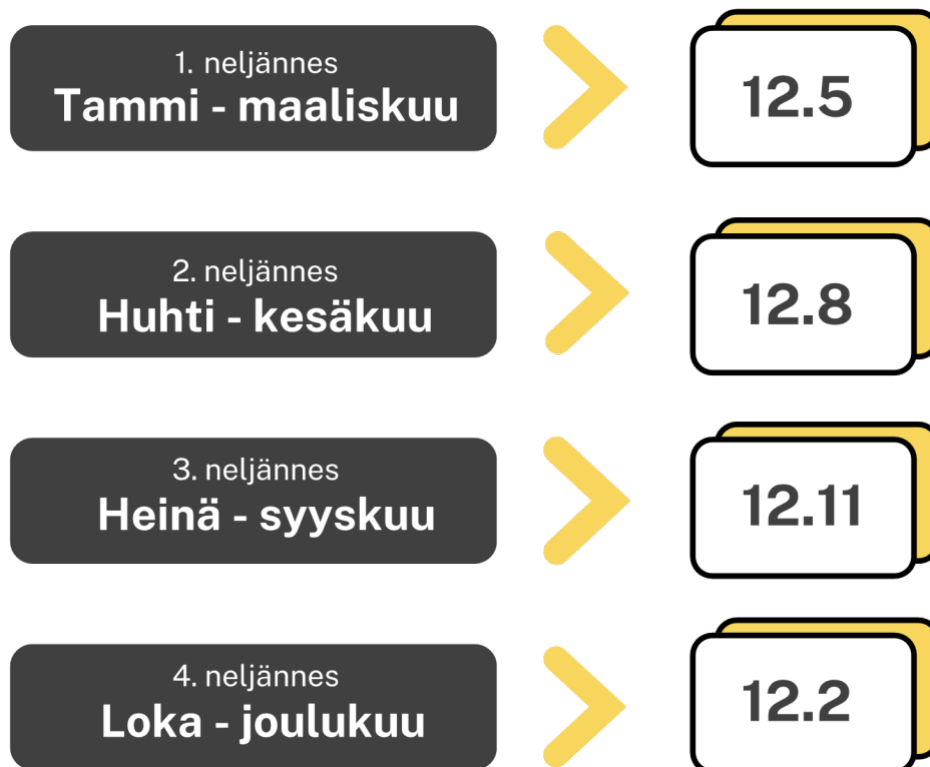 1. neljännes
Tammi - maaliskuu
12.5
2. neljännes
Huhti - kesäkuu
12.8
3. neljännes
Heinä - syyskuu
12.11
4. neljännes
Loka - joulukuu
12.2